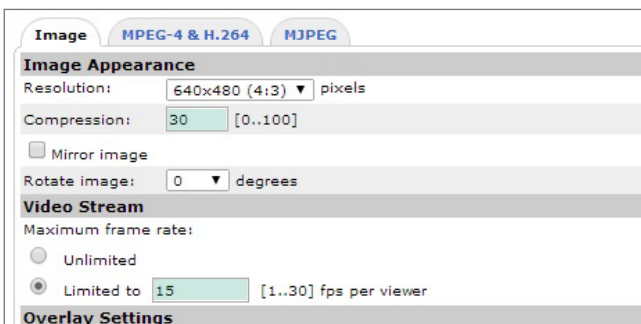 Image MPEG-4 & H.264 MJPEG
Image Appearance
Resolution: 640x480 (4:3) pixels
Compression: 30 [0..100]
Mirror image
Rotate image: 0 degrees
Video Stream
Maximum frame rate:
Unlimited
Limited to 15 [1..30] fps per viewer
Overlay Settings